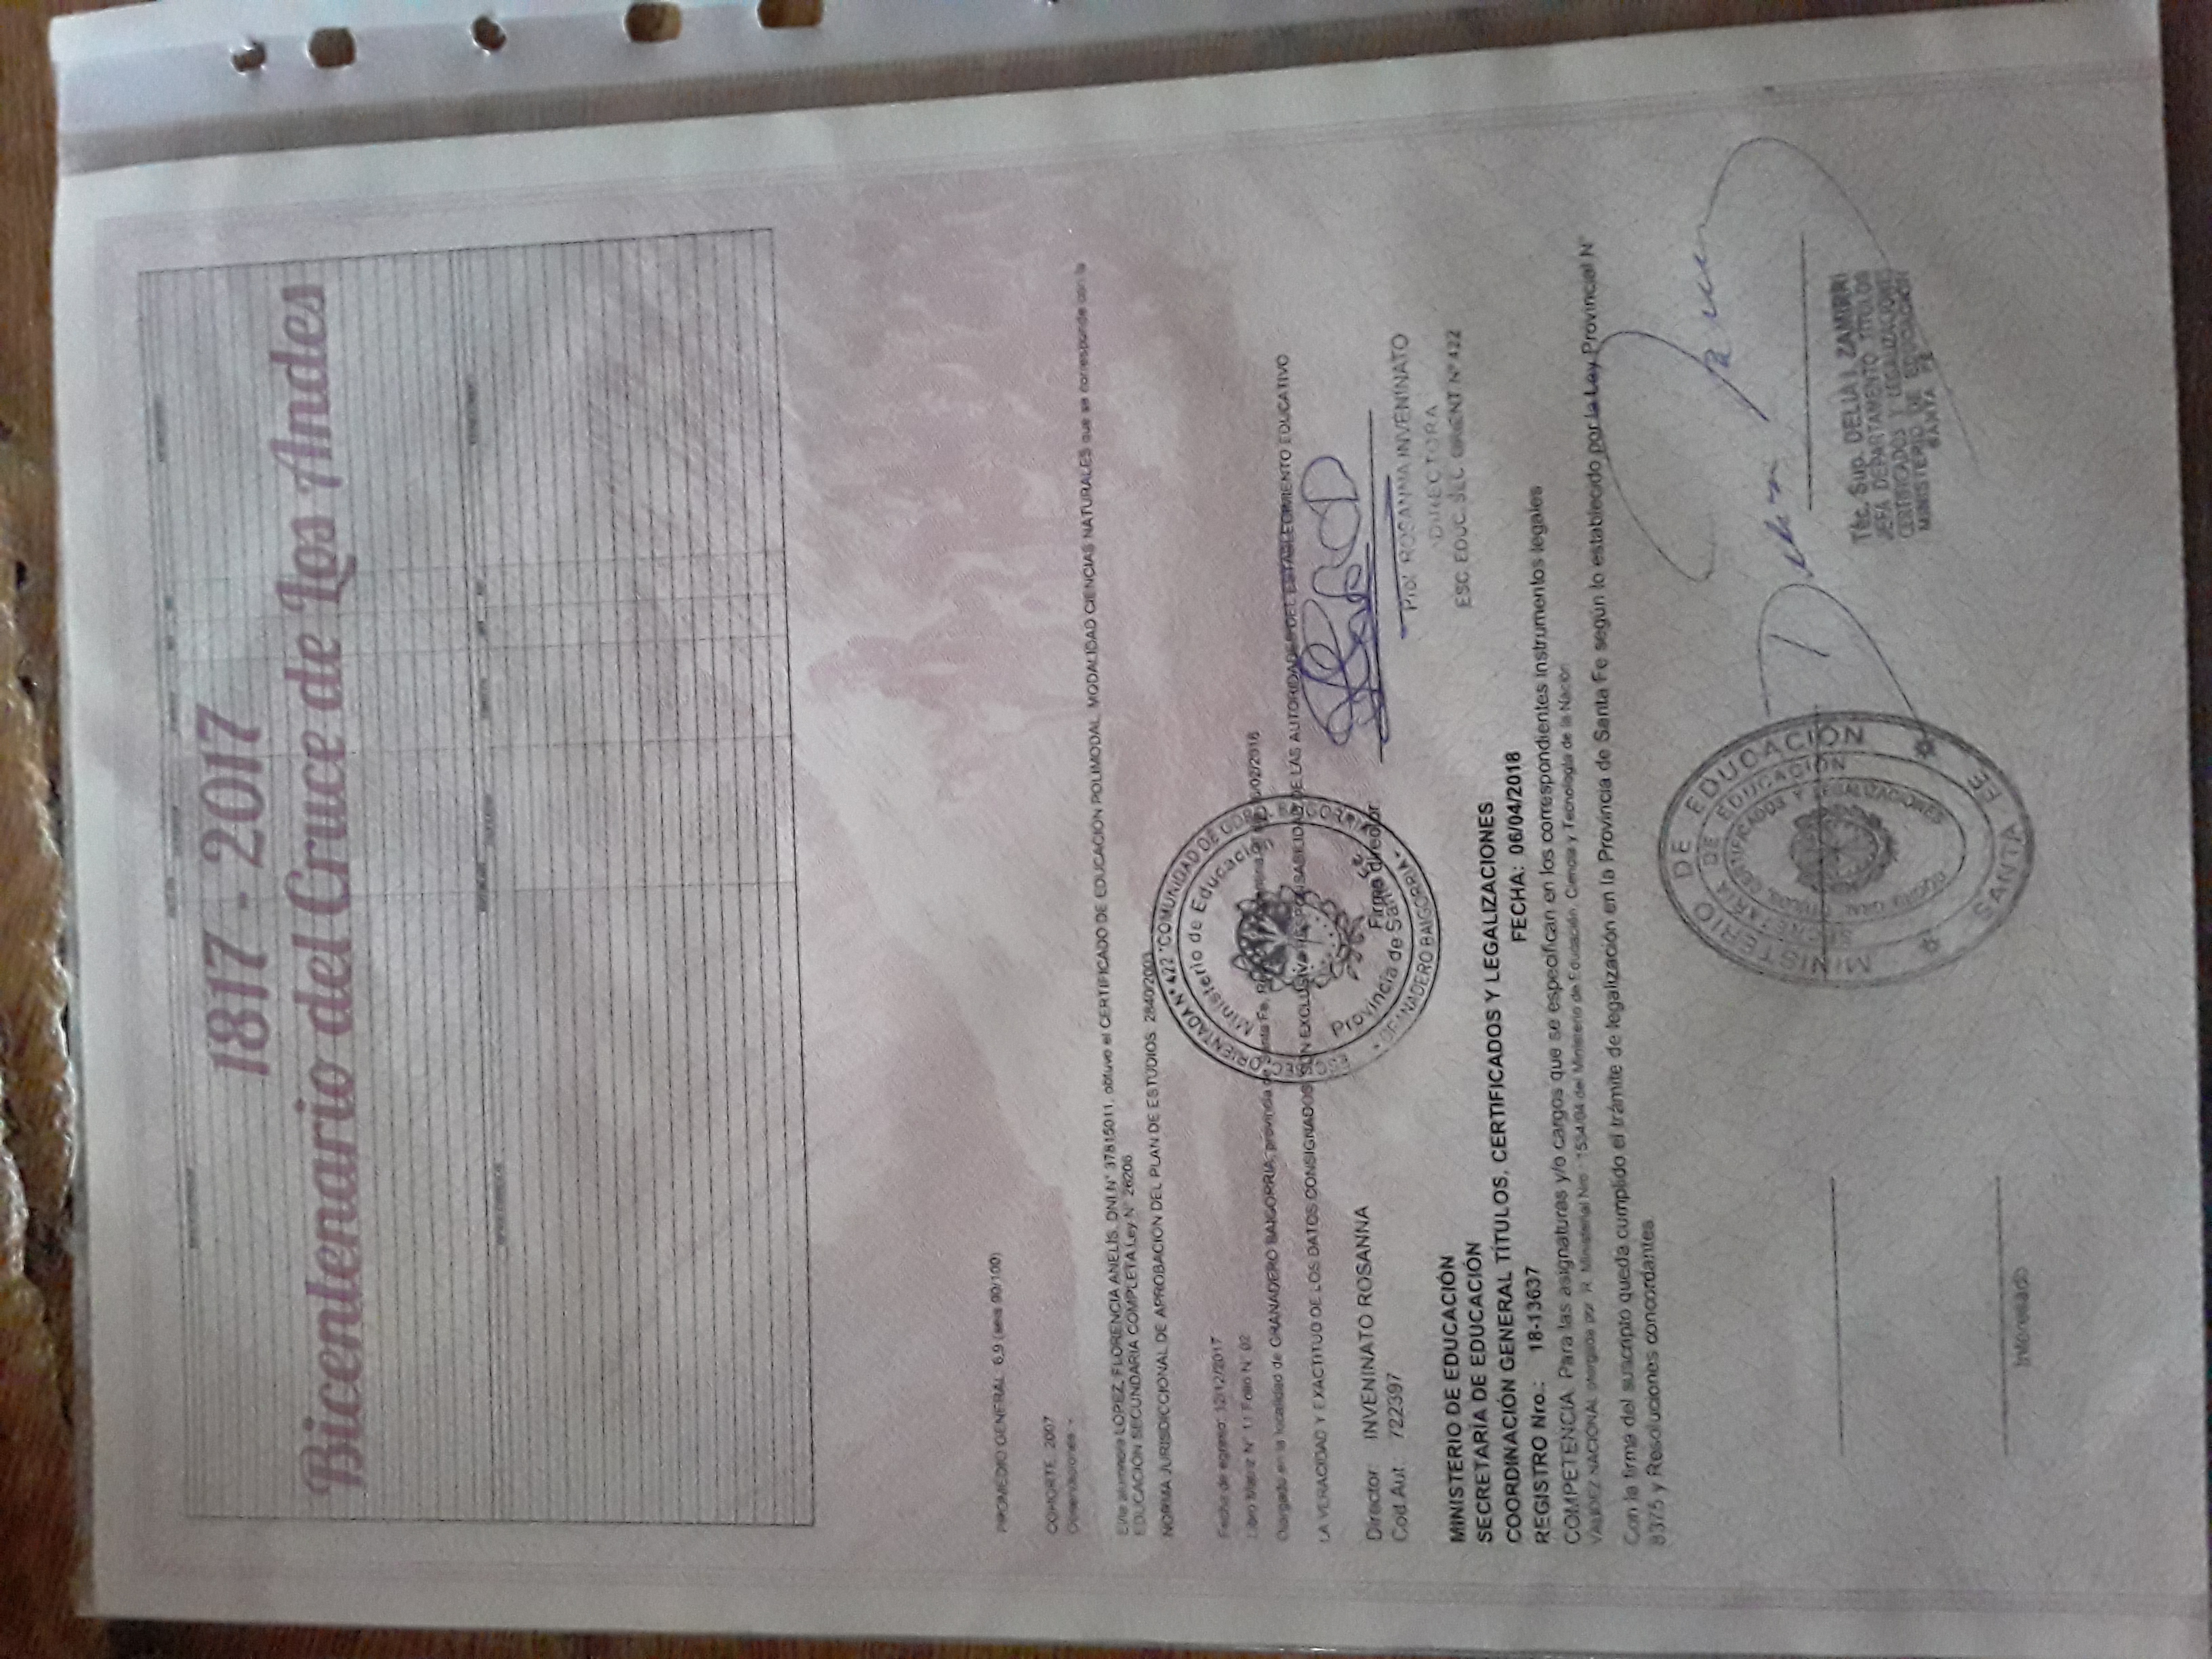 1817 - 2017
Bicentenario del Cruce de Los Andes
PROMEDIO GENERAL: 6,9 (seis 90/100)
COHORTE: 2007
Observaciones: -
El/la alumno/a LOPEZ, FLORENCIA ANELÍS, DNI N° 37815011, obtuvo el CERTIFICADO DE EDUCACIÓN POLIMODAL, MODALIDAD CIENCIAS NATURALES que se corresponde con la
EDUCACIÓN SECUNDARIA COMPLETA Ley N° 26206
NORMA JURISDICCIONAL DE APROBACIÓN DEL PLAN DE ESTUDIOS: 2840/2003
Fecha de egreso: 12/12/2017
Libro Matriz N° 11 Folio N° 02
Otorgado en la localidad de GRANADERO BAIGORRIA, provincia de Santa Fe, 6/02/2018
LA VERACIDAD Y EXACTITUD DE LOS DATOS CONSIGNADOS, SON EXCLUSIVA RESPONSABILIDAD DE LAS AUTORIDADES DEL ESTABLECIMIENTO EDUCATIVO
ESC. SEC. ORIENTADA N° 422 "COMUNIDAD DE
Ministerio de Educación
Provincia de Santa Fe
- GRANADERO BAIGORRIA -
Director: INVENINATO ROSANNA
Firma director
Cod.Aut.: 722397
Prof. ROSANNA INVENINATO
DIRECTORA
ESC. EDUC. SEC. ORIENT. N° 422
MINISTERIO DE EDUCACIÓN
SECRETARÍA DE EDUCACIÓN
COORDINACIÓN GENERAL TÍTULOS, CERTIFICADOS Y LEGALIZACIONES
REGISTRO Nro.: 18-13637 FECHA: 06/04/2018
COMPETENCIA: Para las asignaturas y/o cargos que se especifican en los correspondientes instrumentos legales
VALIDEZ NACIONAL otorgada por: R. Ministerial Nro.: 1534/04 del Ministerio de Educación, Ciencia y Tecnología de la Nación
Con la firma del suscripto queda cumplido el trámite de legalización en la Provincia de Santa Fe según lo establecido por la Ley Provincial N°
8375 y Resoluciones concordantes.
MINISTERIO DE EDUCACIÓN
SECRETARÍA DE EDUCACIÓN
TÍTULOS, CERTIFICADOS Y LEGALIZACIONES
SANTA FE
Téc. Sup. DELIA I. ZAMIRRI
JEFA DEPARTAMENTO TÍTULOS
CERTIFICADOS Y LEGALIZACIONES
MINISTERIO DE EDUCACIÓN
SANTA FE
Interesado